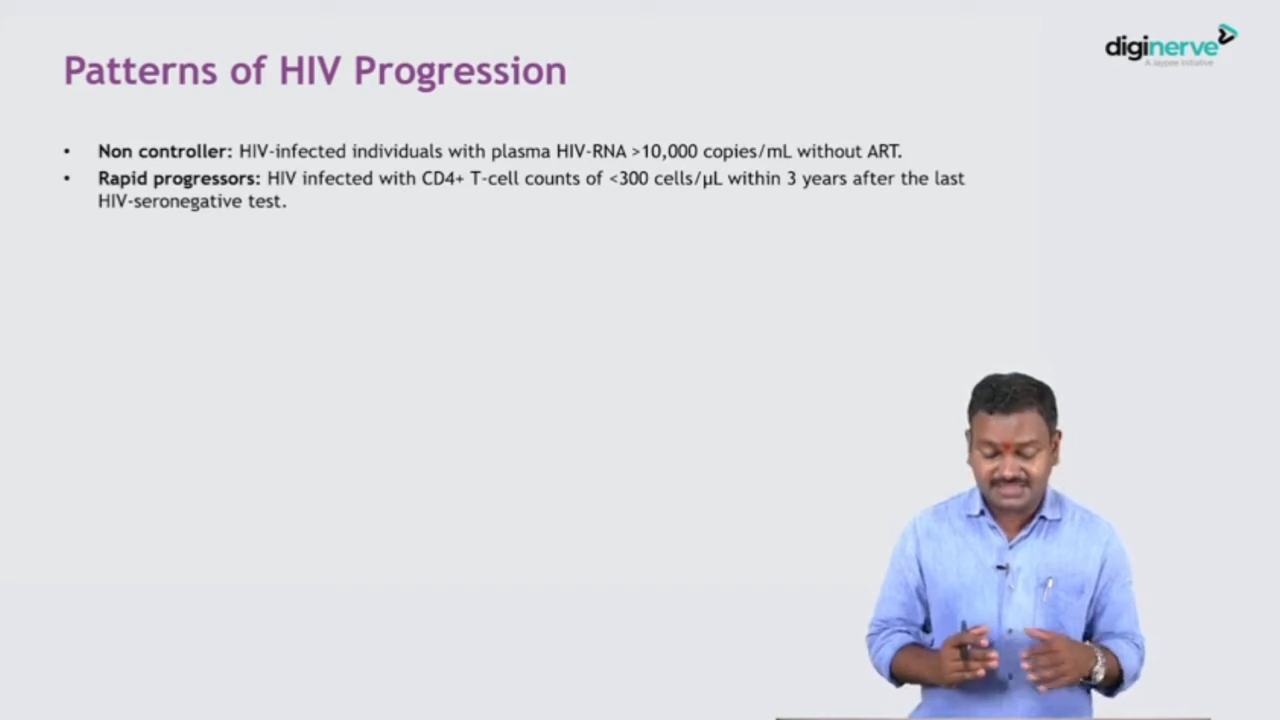 diginerve
A Jaypee Initiative
Patterns of HIV Progression
• Non controller: HIV-infected individuals with plasma HIV-RNA >10,000 copies/mL without ART.
• Rapid progressors: HIV infected with CD4+ T-cell counts of <300 cells/μL within 3 years after the last
HIV-seronegative test.